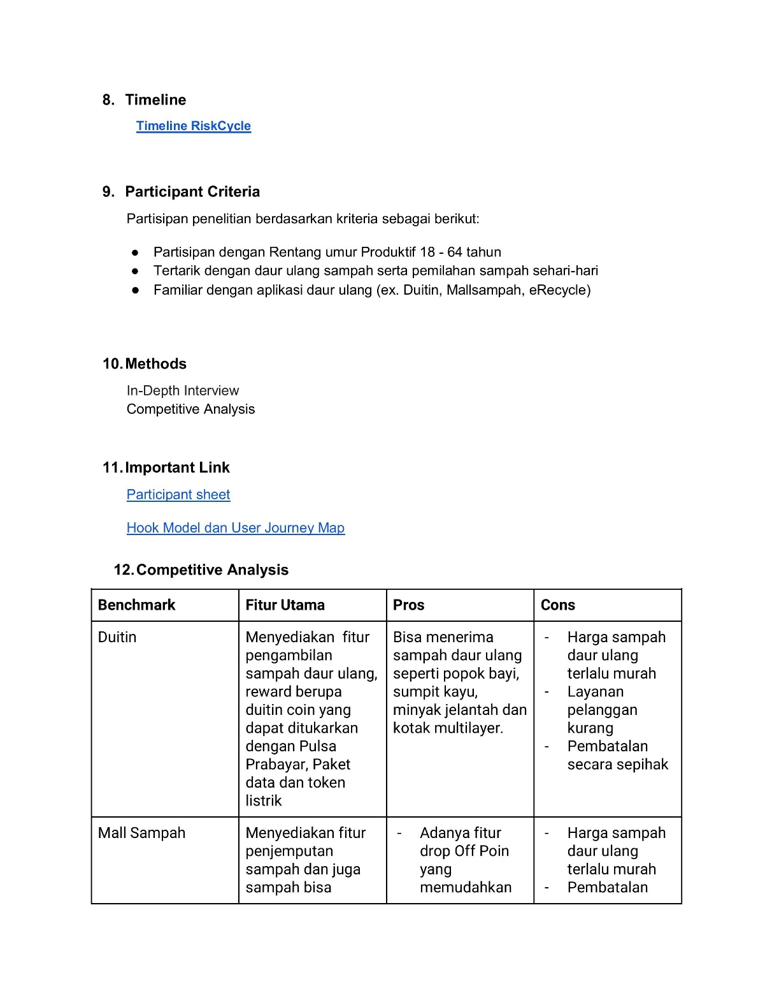 8. Timeline
Timeline RiskCycle
9. Participant Criteria
Partisipan penelitian berdasarkan kriteria sebagai berikut:
● Partisipan dengan Rentang umur Produktif 18 - 64 tahun
● Tertarik dengan daur ulang sampah serta pemilahan sampah sehari-hari
● Familiar dengan aplikasi daur ulang (ex. Duitin, Mallsampah, eRecycle)
10. Methods
In-Depth Interview
Competitive Analysis
11. Important Link
Participant sheet
Hook Model dan User Journey Map
12. Competitive Analysis
Benchmark
Fitur Utama
Pros
Cons
Duitin
Menyediakan fitur
pengambilan
sampah daur ulang,
reward berupa
duitin coin yang
dapat ditukarkan
dengan Pulsa
Prabayar, Paket
data dan token
listrik
Bisa menerima
sampah daur ulang
seperti popok bayi,
sumpit kayu,
minyak jelantah dan
kotak multilayer.
- Harga sampah
daur ulang
terlalu murah
- Layanan
pelanggan
kurang
- Pembatalan
secara sepihak
Mall Sampah
Menyediakan fitur
penjemputan
sampah dan juga
sampah bisa
- Adanya fitur
drop Off Poin
yang
memudahkan
- Harga sampah
daur ulang
terlalu murah
- Pembatalan